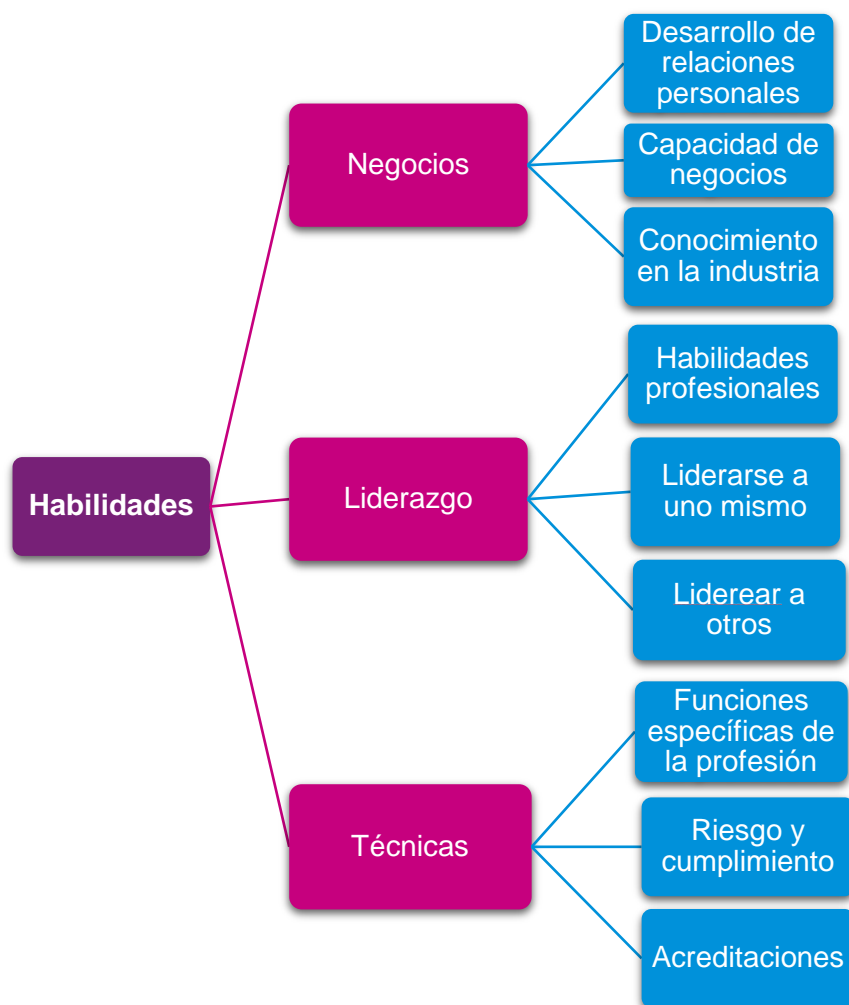 Habilidades
Negocios
Desarrollo de
relaciones
personales
Capacidad de
negocios
Conocimiento
en la industria
Liderazgo
Habilidades
profesionales
Liderarse a
uno mismo
Liderear a
otros
Técnicas
Funciones
específicas de
la profesión
Riesgo y
cumplimiento
Acreditaciones